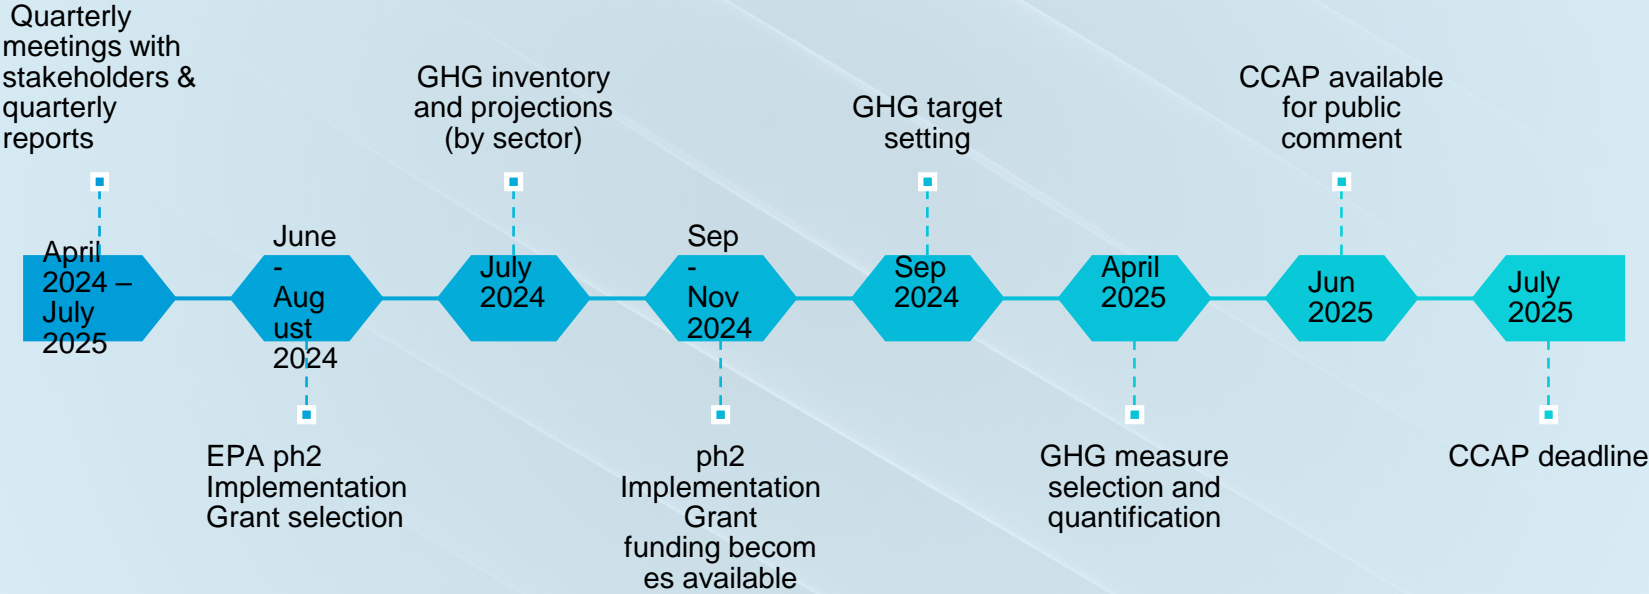 Quarterly
meetings with
stakeholders &
quarterly
reports
April
2024 –
July
2025
June
-
Aug
ust
2024
EPA ph2
Implementation
Grant selection
GHG inventory
and projections
(by sector)
July
2024
Sep
-
Nov
2024
ph2
Implementation
Grant
funding becom
es available
GHG target
setting
Sep
2024
April
2025
GHG measure
selection and
quantification
CCAP available
for public
comment
Jun
2025
July
2025
CCAP deadline